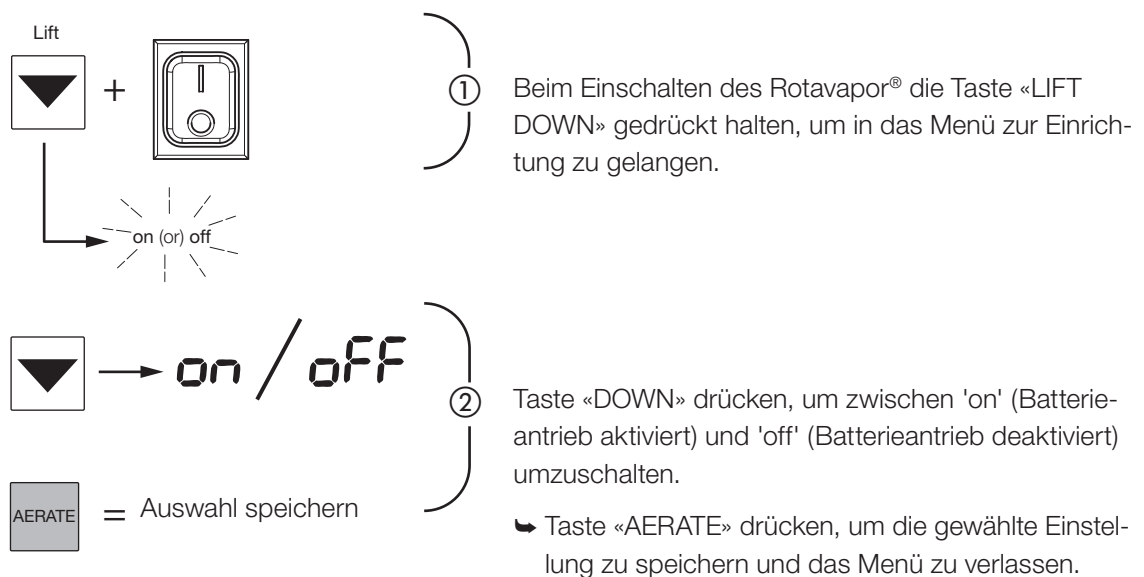 Lift
+
①
Beim Einschalten des Rotavapor® die Taste «LIFT
DOWN» gedrückt halten, um in das Menü zur Einrich-
tung zu gelangen.
on (or) off
on / oFF
②
Taste «DOWN» drücken, um zwischen 'on' (Batterie-
antrieb aktiviert) und 'off' (Batterieantrieb deaktiviert)
umzuschalten.
AERATE = Auswahl speichern
➥ Taste «AERATE» drücken, um die gewählte Einstel-
lung zu speichern und das Menü zu verlassen.